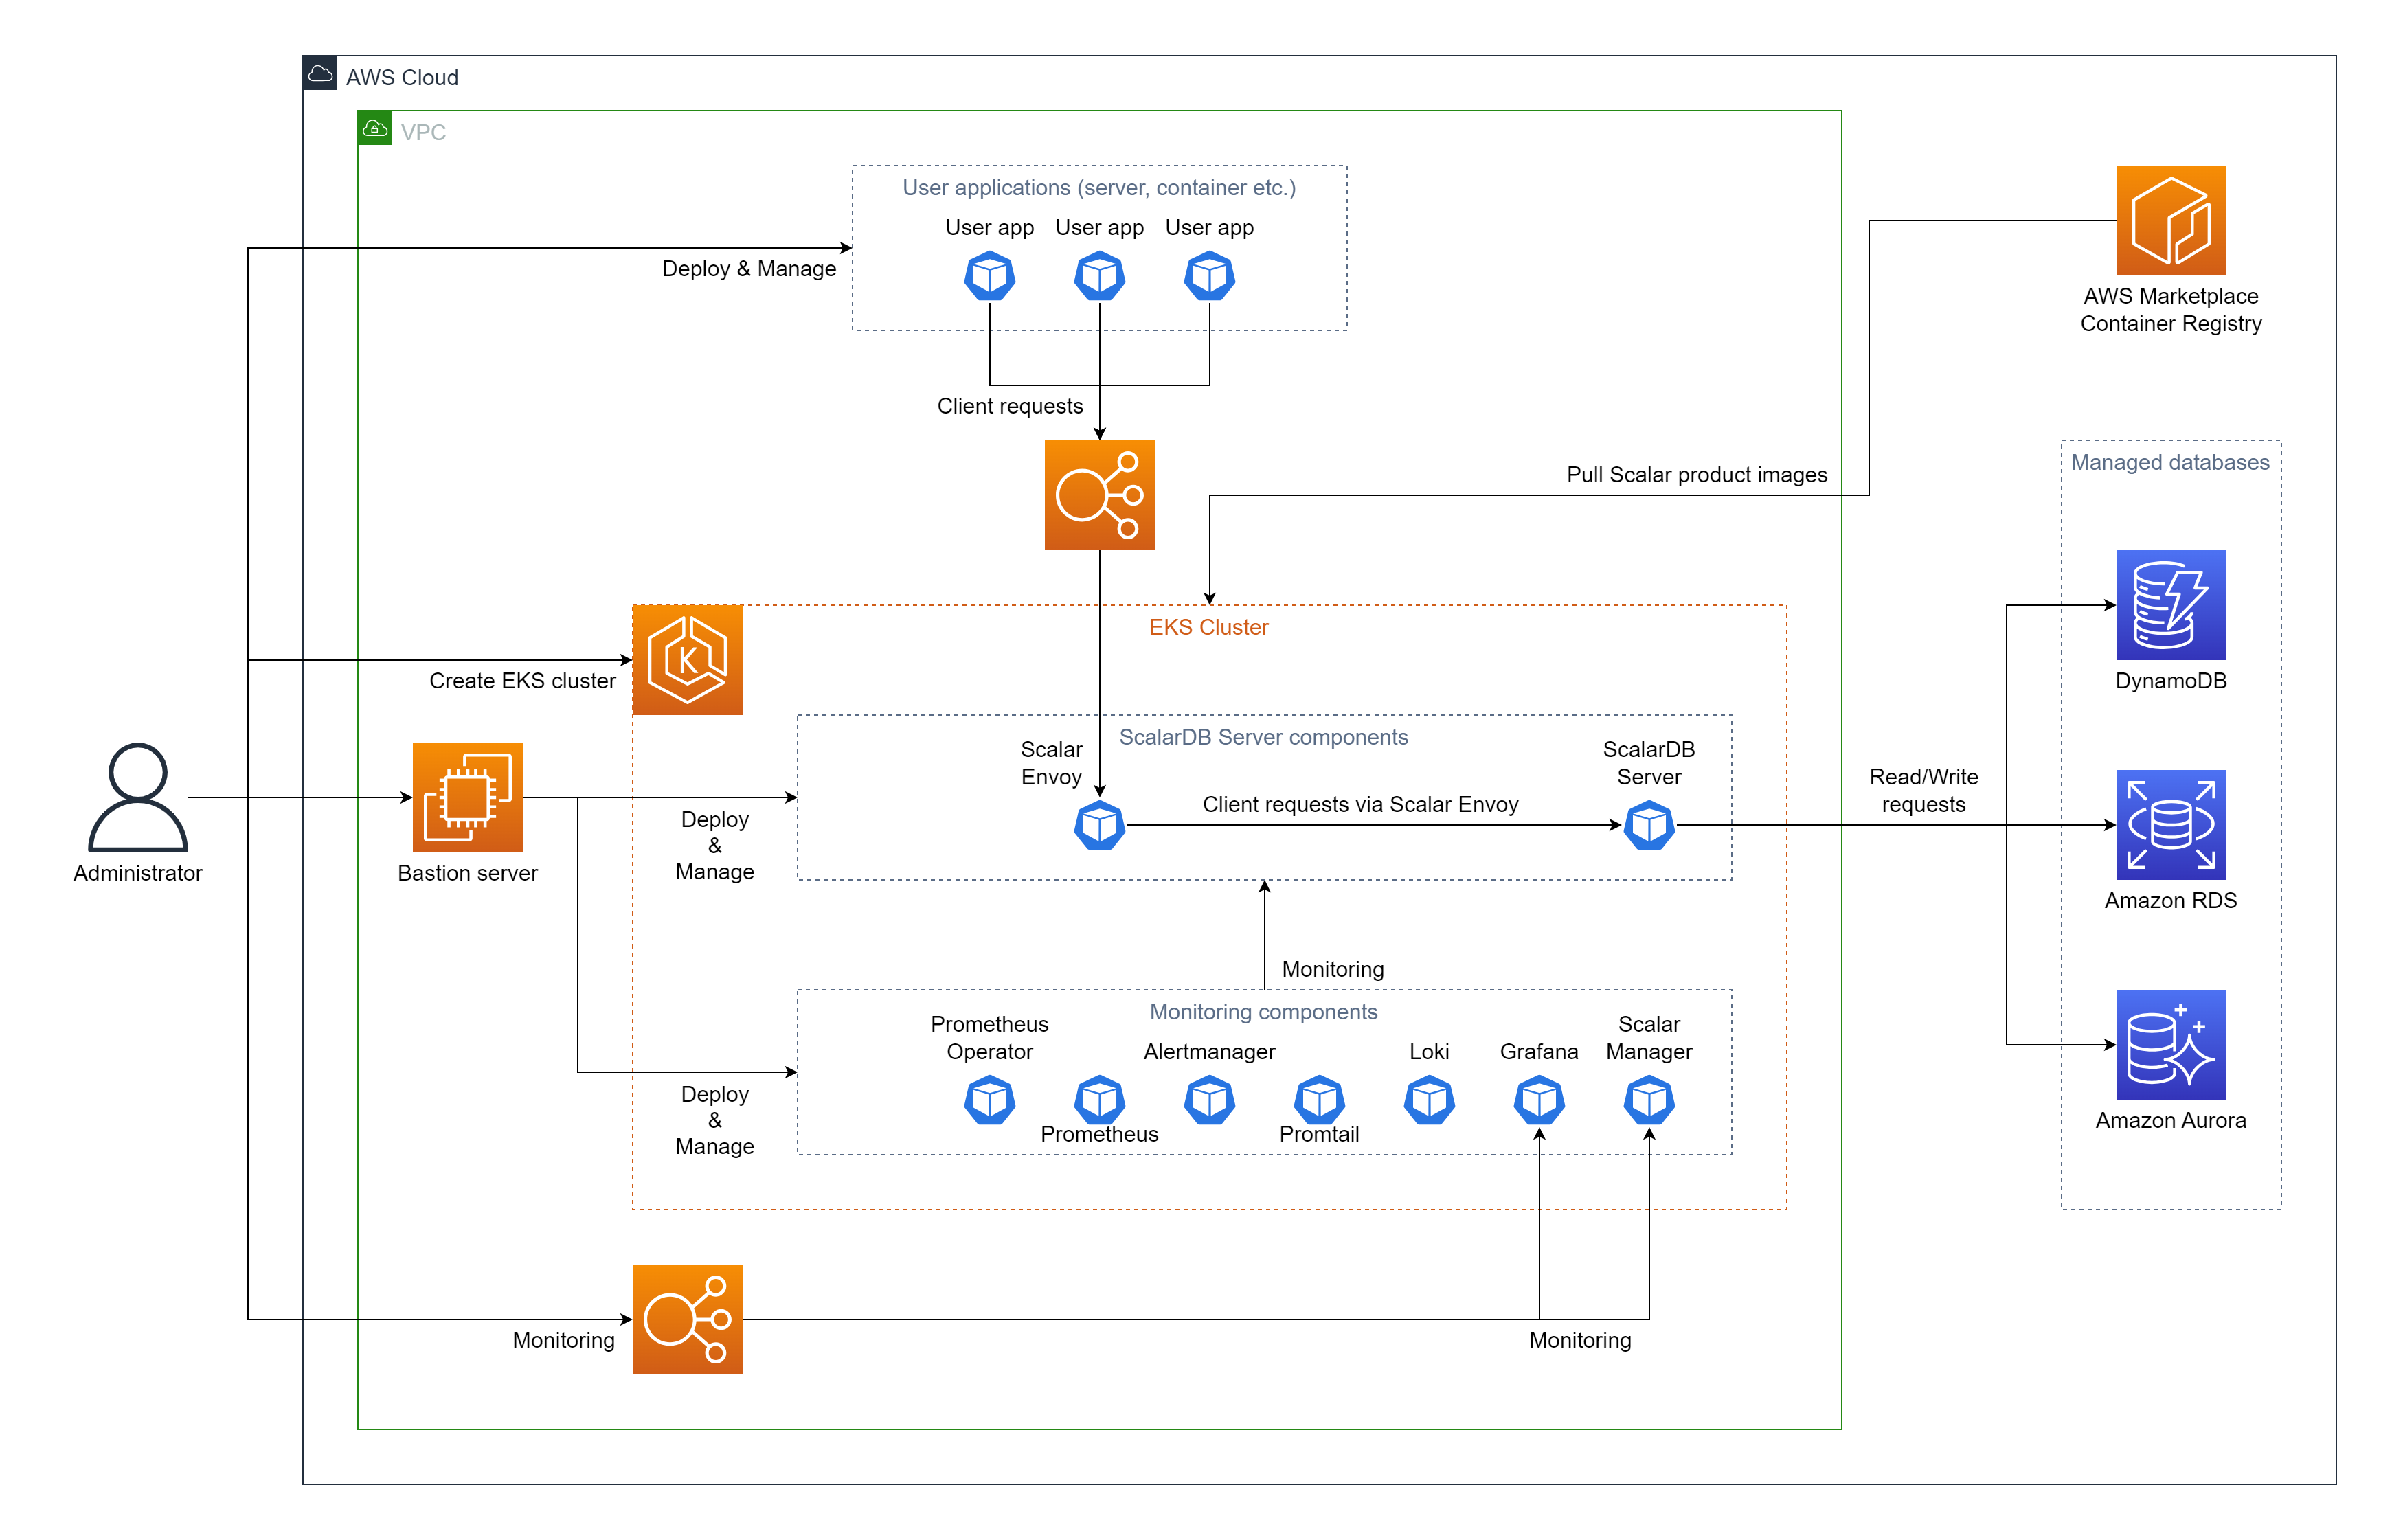 AWS Cloud
VPC
User applications (server, container etc.)
User app
User app
User app
Deploy & Manage
AWS Marketplace
Container Registry
Client requests
Pull Scalar product images
Managed databases
EKS Cluster
K
Create EKS cluster
DynamoDB
ScalarDB Server components
Scalar
Envoy
ScalarDB
Server
Client requests via Scalar Envoy
Read/Write
requests
Deploy
&
Manage
Administrator
Bastion server
Amazon RDS
Monitoring
Monitoring components
Prometheus
Operator
Prometheus
Alertmanager
Promtail
Loki
Grafana
Scalar
Manager
Deploy
&
Manage
Amazon Aurora
Monitoring
Monitoring